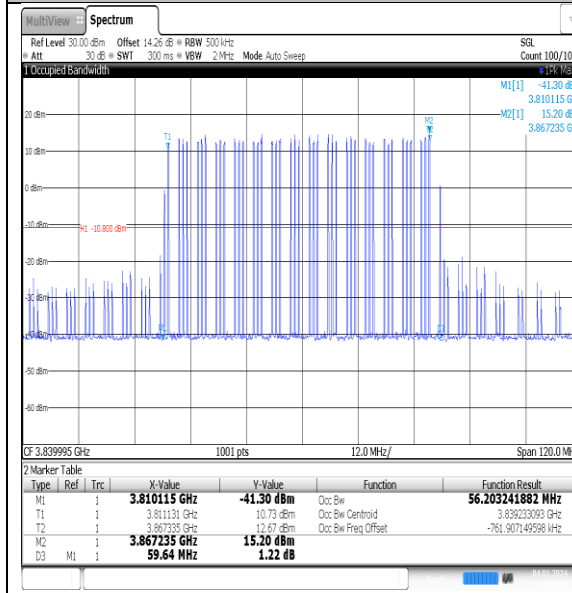 MultiView Spectrum
Ref Level 30.00 dBm Offset 14.26 dB RBW 500 kHz SGL
Att 30 dB SWT 300 ms VBW 2 MHz Mode Auto Sweep Count 100/10
1 Occupied Bandwidth 1Pk Ma
M1[1] -41.30 dB
3.810115 G
M2[1] 15.20 dB
3.867235 G
20 dBm
M2
T1
10 dBm
0 dBm
-10 dBm
H1 -10.800 dBm
-20 dBm
-30 dBm
-40 dBm
-50 dBm
-60 dBm
CF 3.839995 GHz 1001 pts 12.0 MHz/ Span 120.0 MH
2 Marker Table
Type Ref Trc X-Value Y-Value Function Function Result
M1 1 3.810115 GHz -41.30 dBm Occ Bw 56.203241882 MHz
T1 1 3.811131 GHz 10.73 dBm Occ Bw Centroid 3.839233093 GHz
T2 1 3.867335 GHz 12.67 dBm Occ Bw Freq Offset -761.907149598 kHz
M2 1 3.867235 GHz 15.20 dBm
D3 M1 1 59.64 MHz 1.22 dB